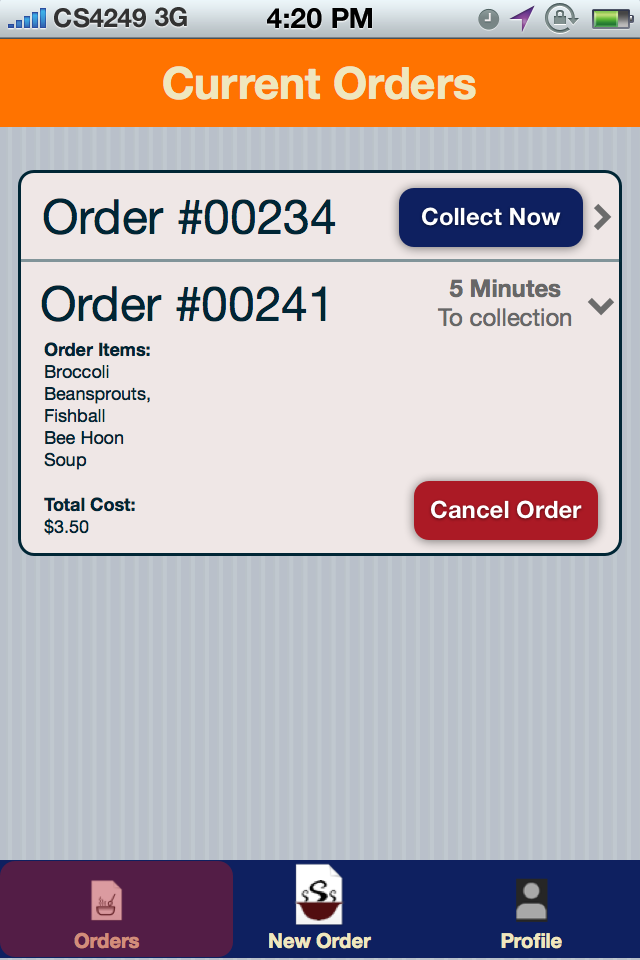 CS4249 3G 4:20 PM
Current Orders
Order #00234 Collect Now
Order #00241
5 Minutes
To collection
Order Items:
Broccoli
Beansprouts,
Fishball
Bee Hoon
Soup
Total Cost:
$3.50
Cancel Order
Orders New Order Profile